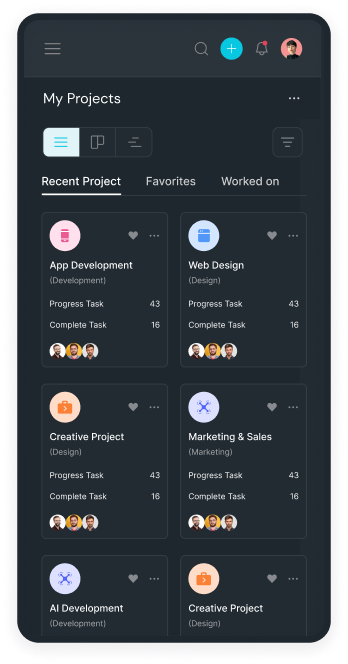 My Projects
Recent Project Favorites Worked on
App Development
(Development)
Progress Task 43
Complete Task 16
Web Design
(Design)
Progress Task 43
Complete Task 16
Creative Project
(Design)
Progress Task 43
Complete Task 16
Marketing & Sales
(Marketing)
Progress Task 43
Complete Task 16
AI Development
(Development)
Creative Project
(Design)